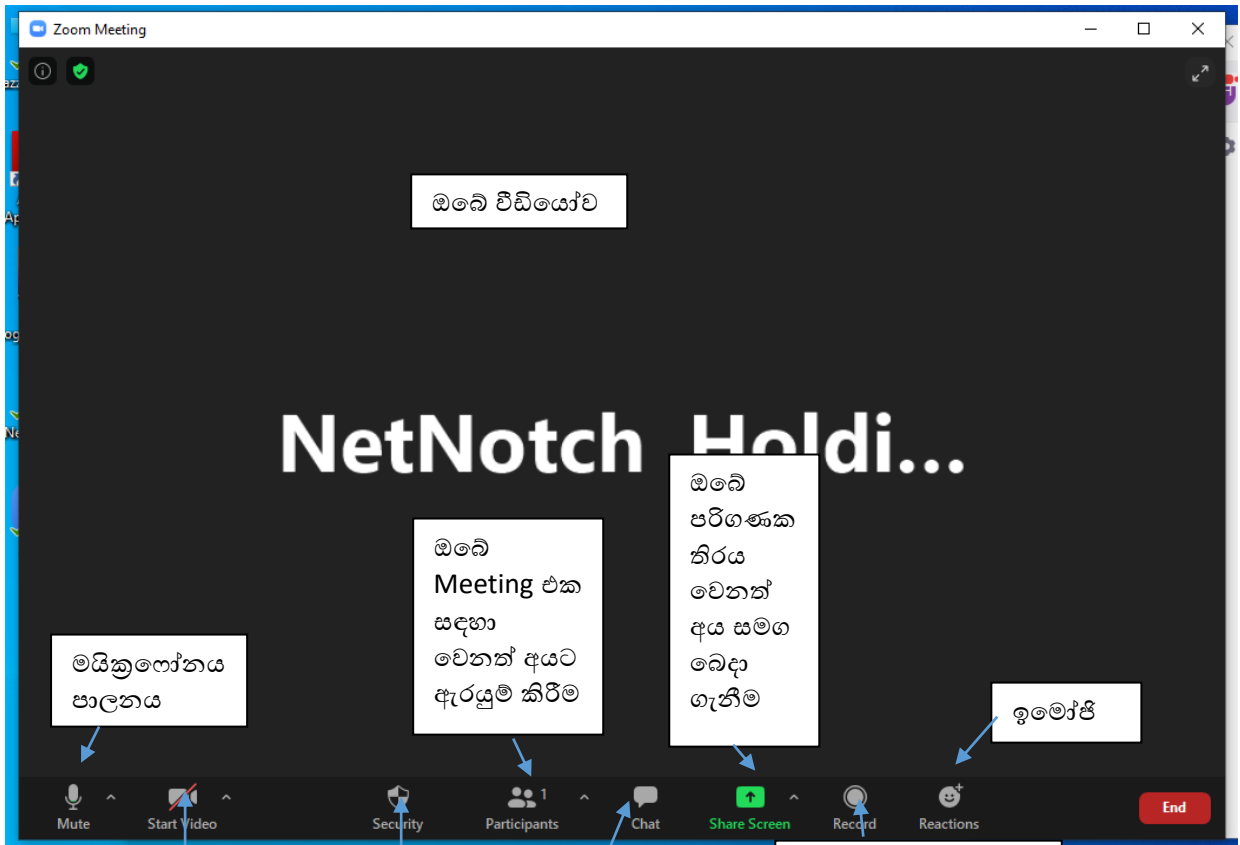 Zoom Meeting
ඔබේ වීඩියෝව
NetNotch Holdi...
ඔබේ
පරිගණක
තිරය
වෙනත්
අය සමග
බෙදා
ගැනීම
ඔබේ
Meeting එක
සඳහා
වෙනත් අයට
ඇරයුම් කිරීම
මයික්‍රෆෝනය
පාලනය
ඉමෝජි
1
Mute
Start Video
Security
Participants
Chat
Share Screen
Record
Reactions
End